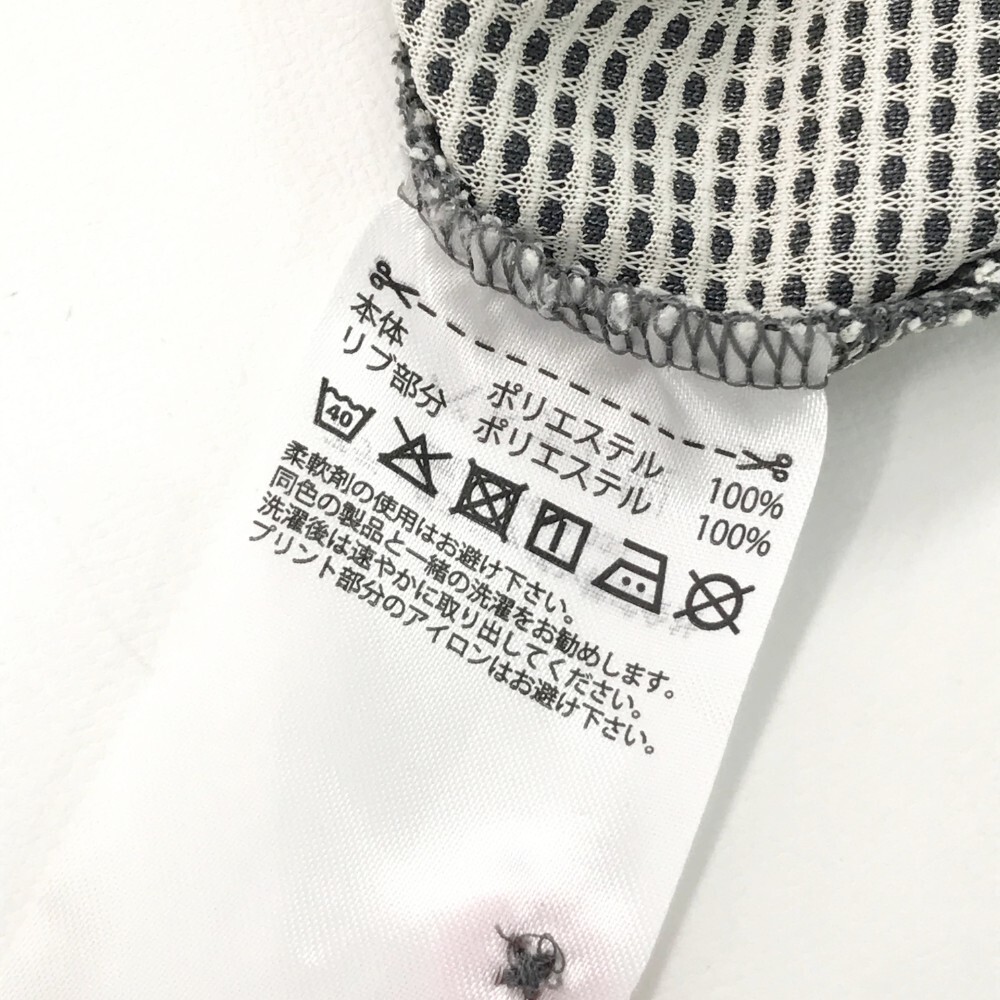 本体 ポリエステル 100%
リブ部分 ポリエステル 100%
40
柔軟剤の使用はお避け下さい。
同色の製品と一緒の洗濯をお勧めします。
洗濯後は速やかに取り出してください。
プリント部分のアイロンはお避け下さい。